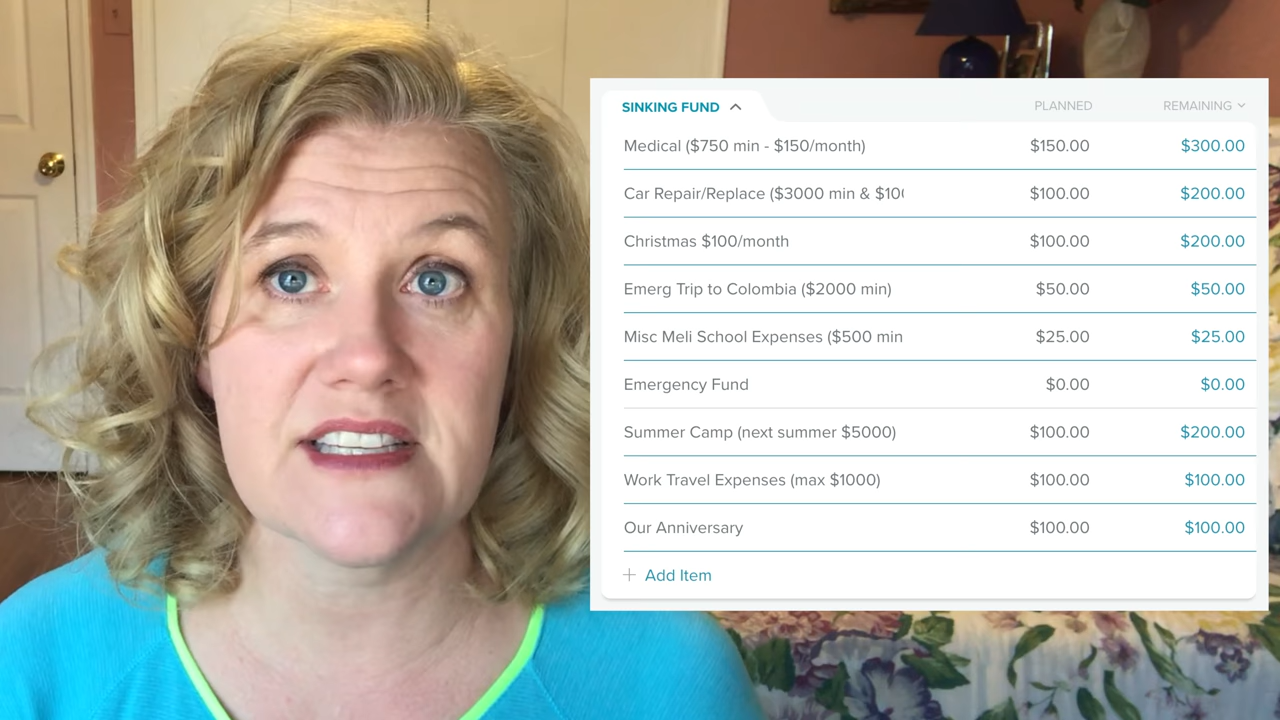 SINKING FUND PLANNED REMAINING
Medical ($750 min - $150/month) $150.00 $300.00
Car Repair/Replace ($3000 min & $10 $100.00 $200.00
Christmas $100/month $100.00 $200.00
Emerg Trip to Colombia ($2000 min) $50.00 $50.00
Misc Meli School Expenses ($500 min $25.00 $25.00
Emergency Fund $0.00 $0.00
Summer Camp (next summer $5000) $100.00 $200.00
Work Travel Expenses (max $1000) $100.00 $100.00
Our Anniversary $100.00 $100.00
+ Add Item